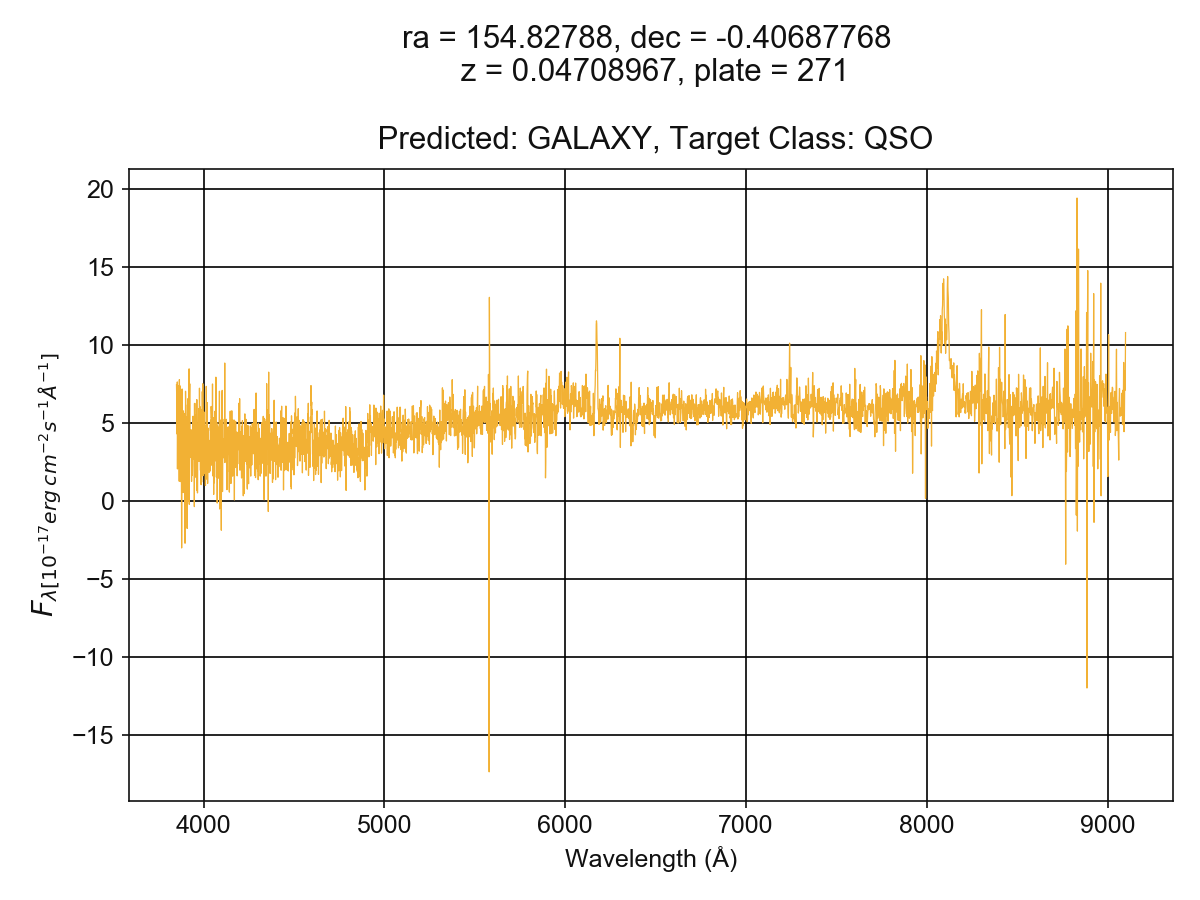 ra = 154.82788, dec = -0.40687768
z = 0.04708967, plate = 271
Predicted: GALAXY, Target Class: QSO
20
15
10
5
0
−5
−10
−15
F_{λ[10^{−17} erg cm^{−2} s^{−1} Å^{−1}]}
4000 5000 6000 7000 8000 9000
Wavelength (Å)